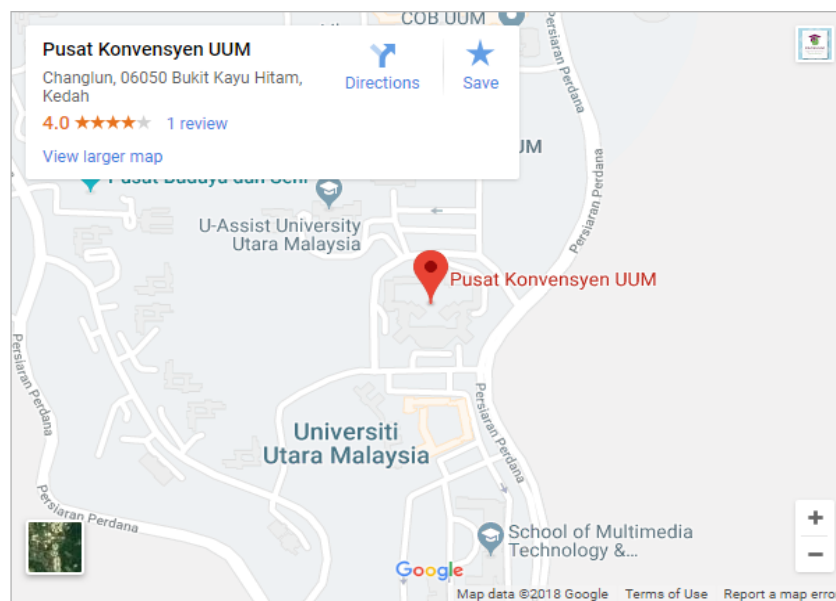 COB UUM
Pusat Konvensyen UUM
Changlun, 06050 Bukit Kayu Hitam,
Kedah
4.0
1 review
View larger map
Directions
Save
Persiaran Perdana
Pusat Budaya dan Seni
U-Assist University
Utara Malaysia
Pusat Konvensyen UUM
Persiaran Perdana
Persiaran Perdana
Universiti
Utara Malaysia
Persiaran Perdana
School of Multimedia
Technology &...
Google
Map data ©2018 Google Terms of Use Report a map erro